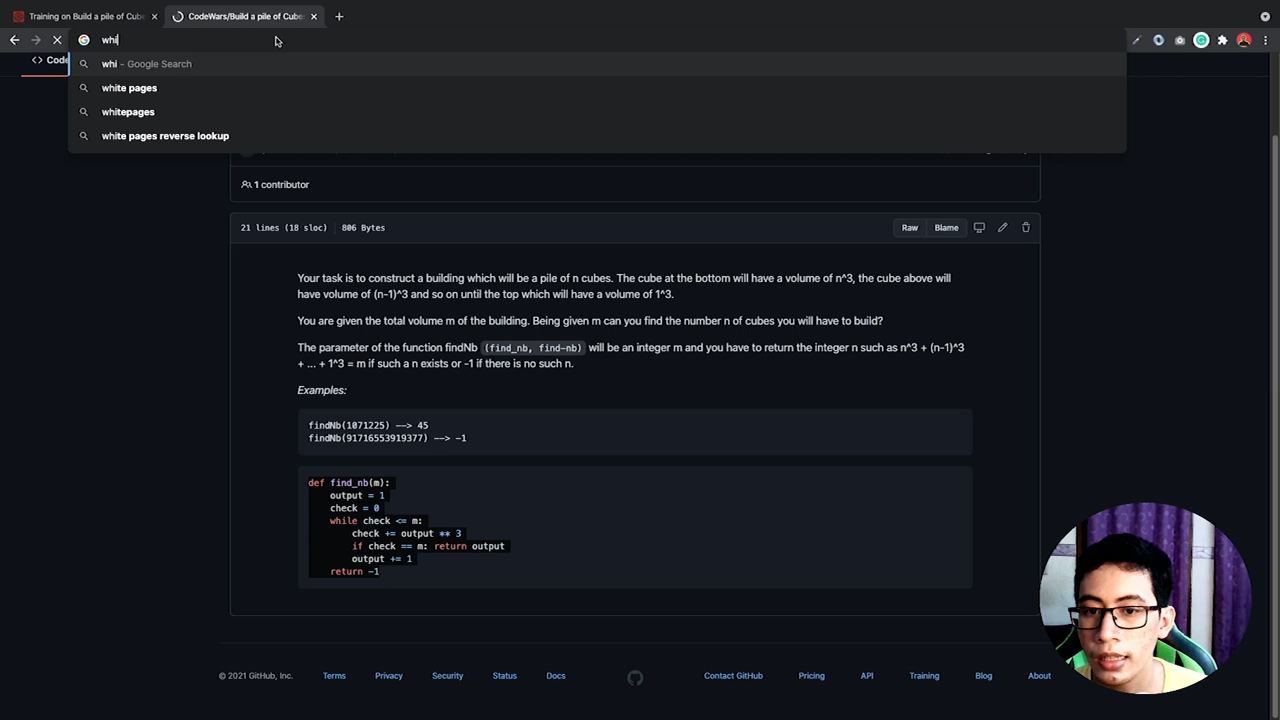 Training on Build a pile of Cube
CodeWars/Build a pile of Cube
whi
Code
whi - Google Search
white pages
whitepages
white pages reverse lookup
1 contributor
21 lines (18 sloc) 806 Bytes
Raw Blame
Your task is to construct a building which will be a pile of n cubes. The cube at the bottom will have a volume of n^3, the cube above will
have volume of (n-1)^3 and so on until the top which will have a volume of 1^3.
You are given the total volume m of the building. Being given m can you find the number n of cubes you will have to build?
The parameter of the function findNb (find_nb, find-nb) will be an integer m and you have to return the integer n such as n^3 + (n-1)^3
+ ... + 1^3 = m if such a n exists or -1 if there is no such n.
Examples:
findNb(1071225) --> 45
findNb(91716553919377) --> -1
def find_nb(m):
output = 1
check = 0
while check <= m:
check += output ** 3
if check == m: return output
output += 1
return -1
© 2021 GitHub, Inc. Terms Privacy Security Status Docs Contact GitHub Pricing API Training Blog About